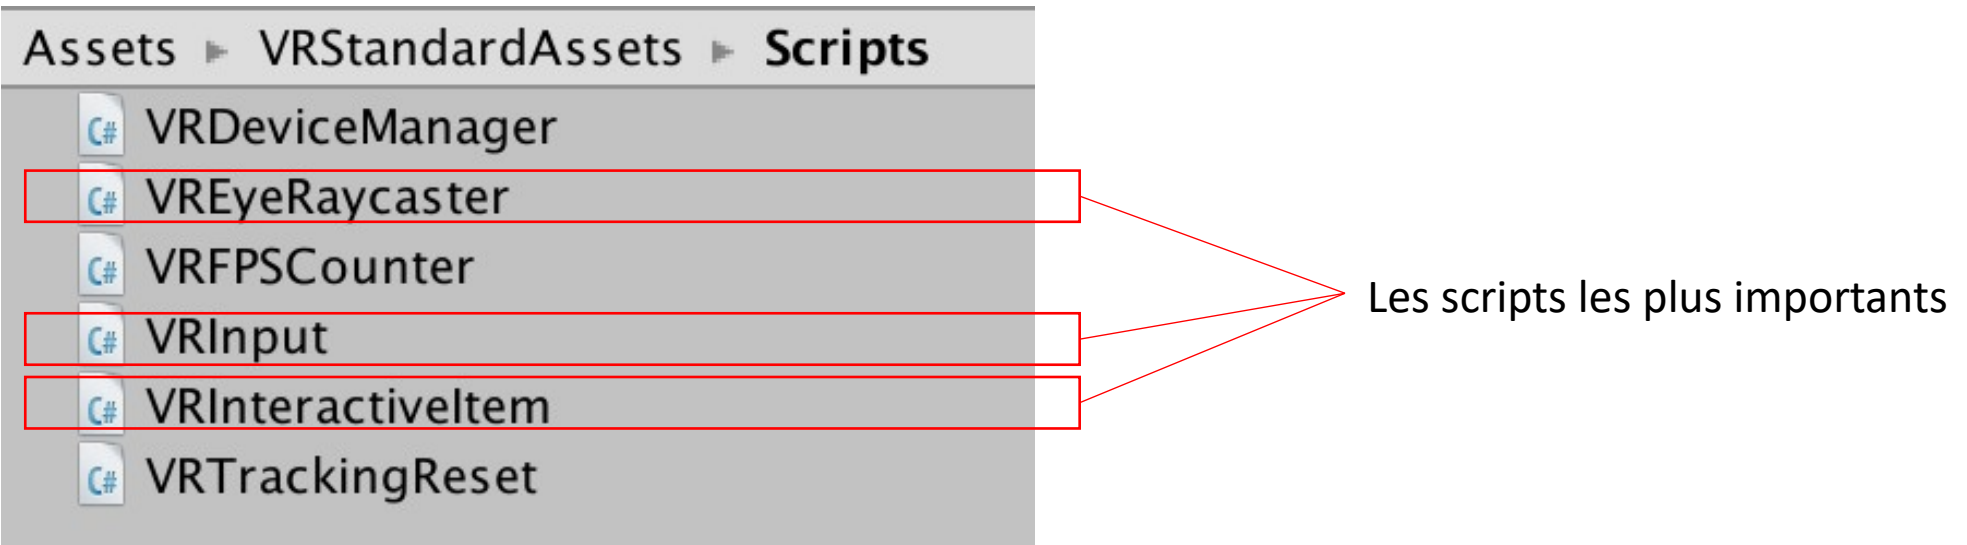 Assets ▸ VRStandardAssets ▸ Scripts
C# VRDeviceManager
C# VREyeRaycaster
C# VRFPSCounter
C# VRInput
C# VRInteractiveItem
C# VRTrackingReset
Les scripts les plus importants